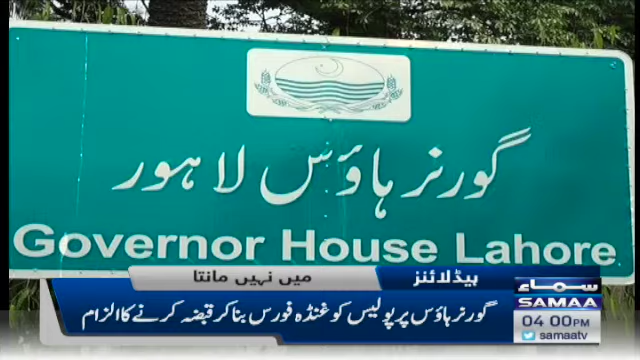 گورنر ہاؤس لاہور
Governor House Lahore
ہیڈلائنز
میں نہیں مانتا
گورنر ہاؤس پر پولیس کو غنڈہ فورس بنا کر قبضہ کرنے کا الزام
سماء
SAMAA
04 00PM
samaatv